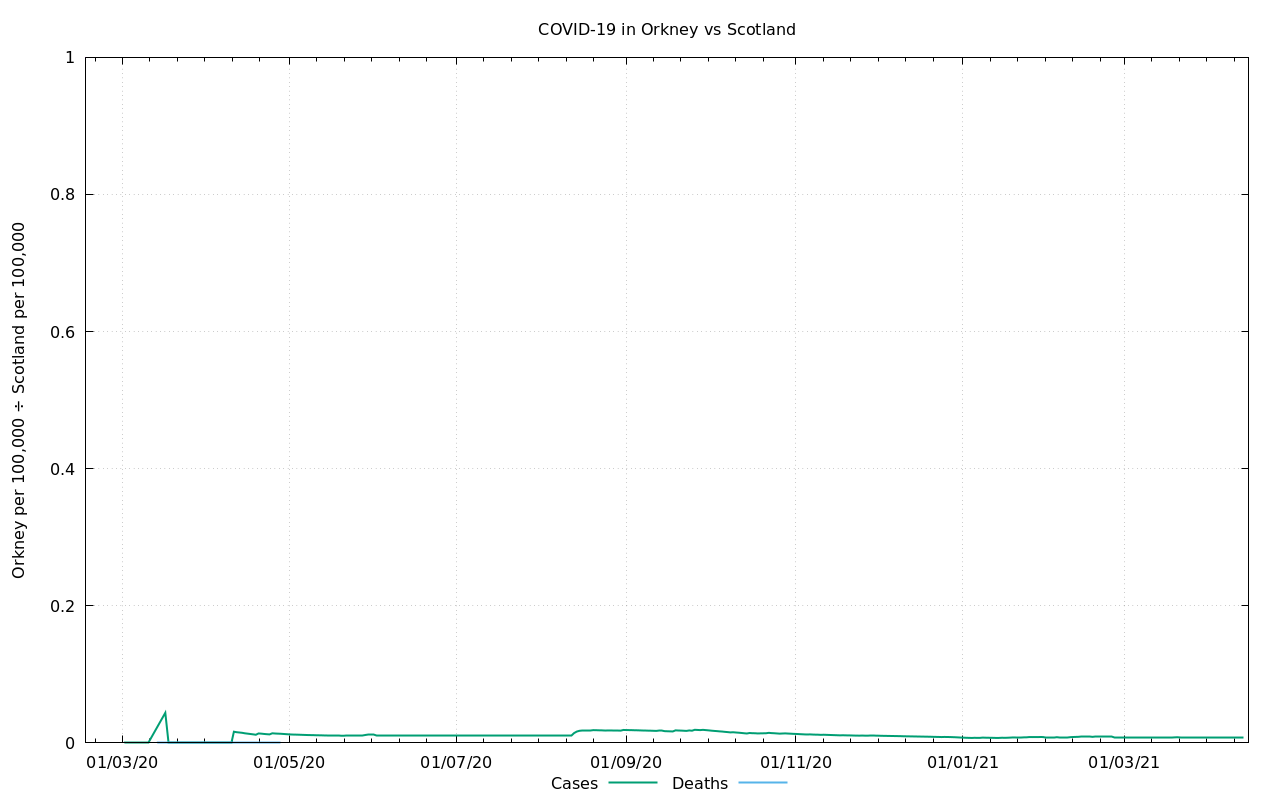 COVID-19 in Orkney vs Scotland
Orkney per 100,000 ÷ Scotland per 100,000
1
0.8
0.6
0.4
0.2
0
01/03/20 01/05/20 01/07/20 01/09/20 01/11/20 01/01/21 01/03/21
Cases Deaths